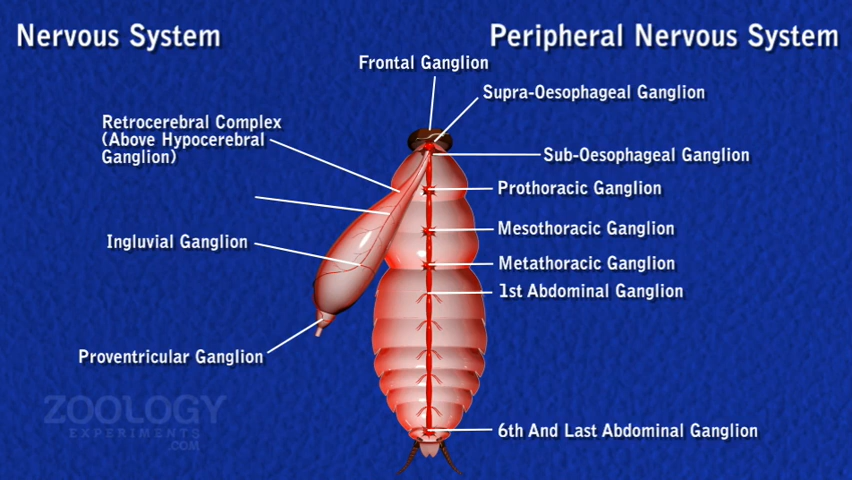 Nervous System
Peripheral Nervous System
Frontal Ganglion
Supra-Oesophageal Ganglion
Retrocerebral Complex
(Above Hypocerebral
Ganglion)
Sub-Oesophageal Ganglion
Prothoracic Ganglion
Mesothoracic Ganglion
Ingluvial Ganglion
Metathoracic Ganglion
1st Abdominal Ganglion
Proventricular Ganglion
ZOOLOGY
EXPERIMENTS
.COM
6th And Last Abdominal Ganglion